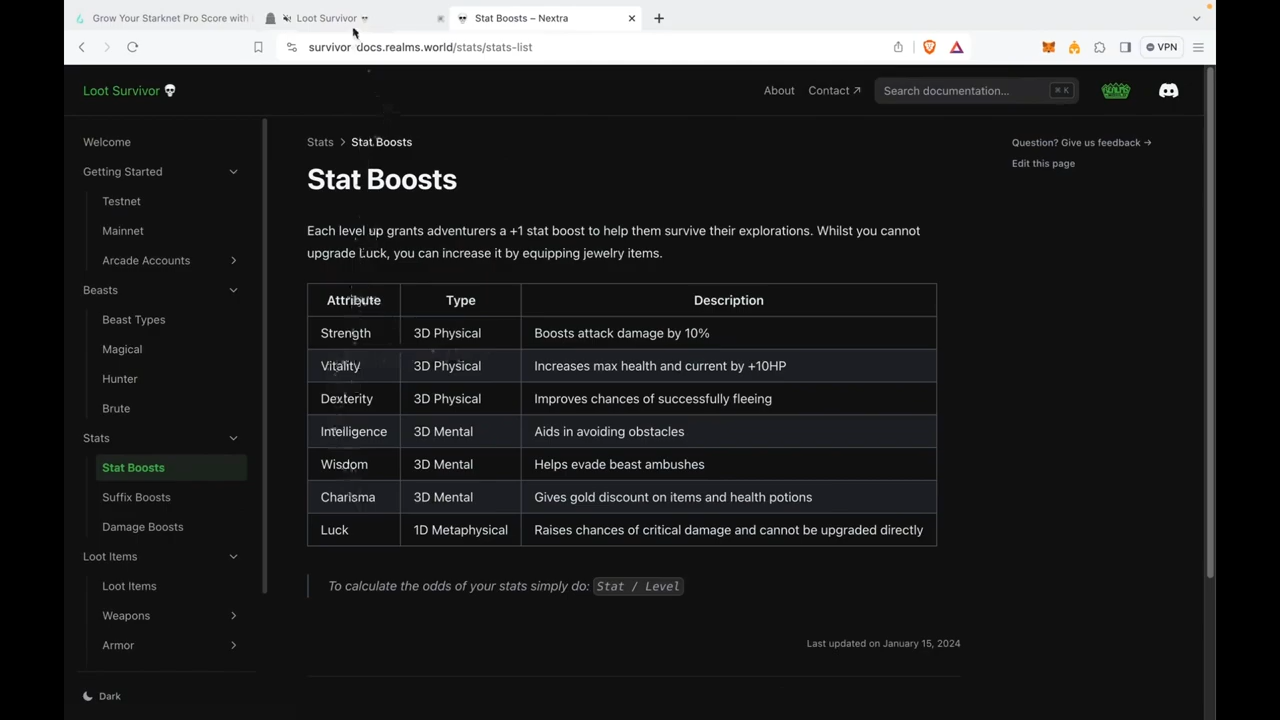 Grow Your Starknet Pro Score with
Loot Survivor
Stat Boosts – Nextra
survivor-docs.realms.world/stats/stats-list
VPN
Loot Survivor
About
Contact ↗
Search documentation...
⌘ K
REALMS
Welcome
Getting Started
Testnet
Mainnet
Arcade Accounts
Beasts
Beast Types
Magical
Hunter
Brute
Stats
Stat Boosts
Suffix Boosts
Damage Boosts
Loot Items
Loot Items
Weapons
Armor
Dark
Stats > Stat Boosts
Stat Boosts
Each level up grants adventurers a +1 stat boost to help them survive their explorations. Whilst you cannot
upgrade Luck, you can increase it by equipping jewelry items.
Attribute Type Description
Strength 3D Physical Boosts attack damage by 10%
Vitality 3D Physical Increases max health and current by +10HP
Dexterity 3D Physical Improves chances of successfully fleeing
Intelligence 3D Mental Aids in avoiding obstacles
Wisdom 3D Mental Helps evade beast ambushes
Charisma 3D Mental Gives gold discount on items and health potions
Luck 1D Metaphysical Raises chances of critical damage and cannot be upgraded directly
To calculate the odds of your stats simply do: Stat / Level
Last updated on January 15, 2024
Question? Give us feedback →
Edit this page